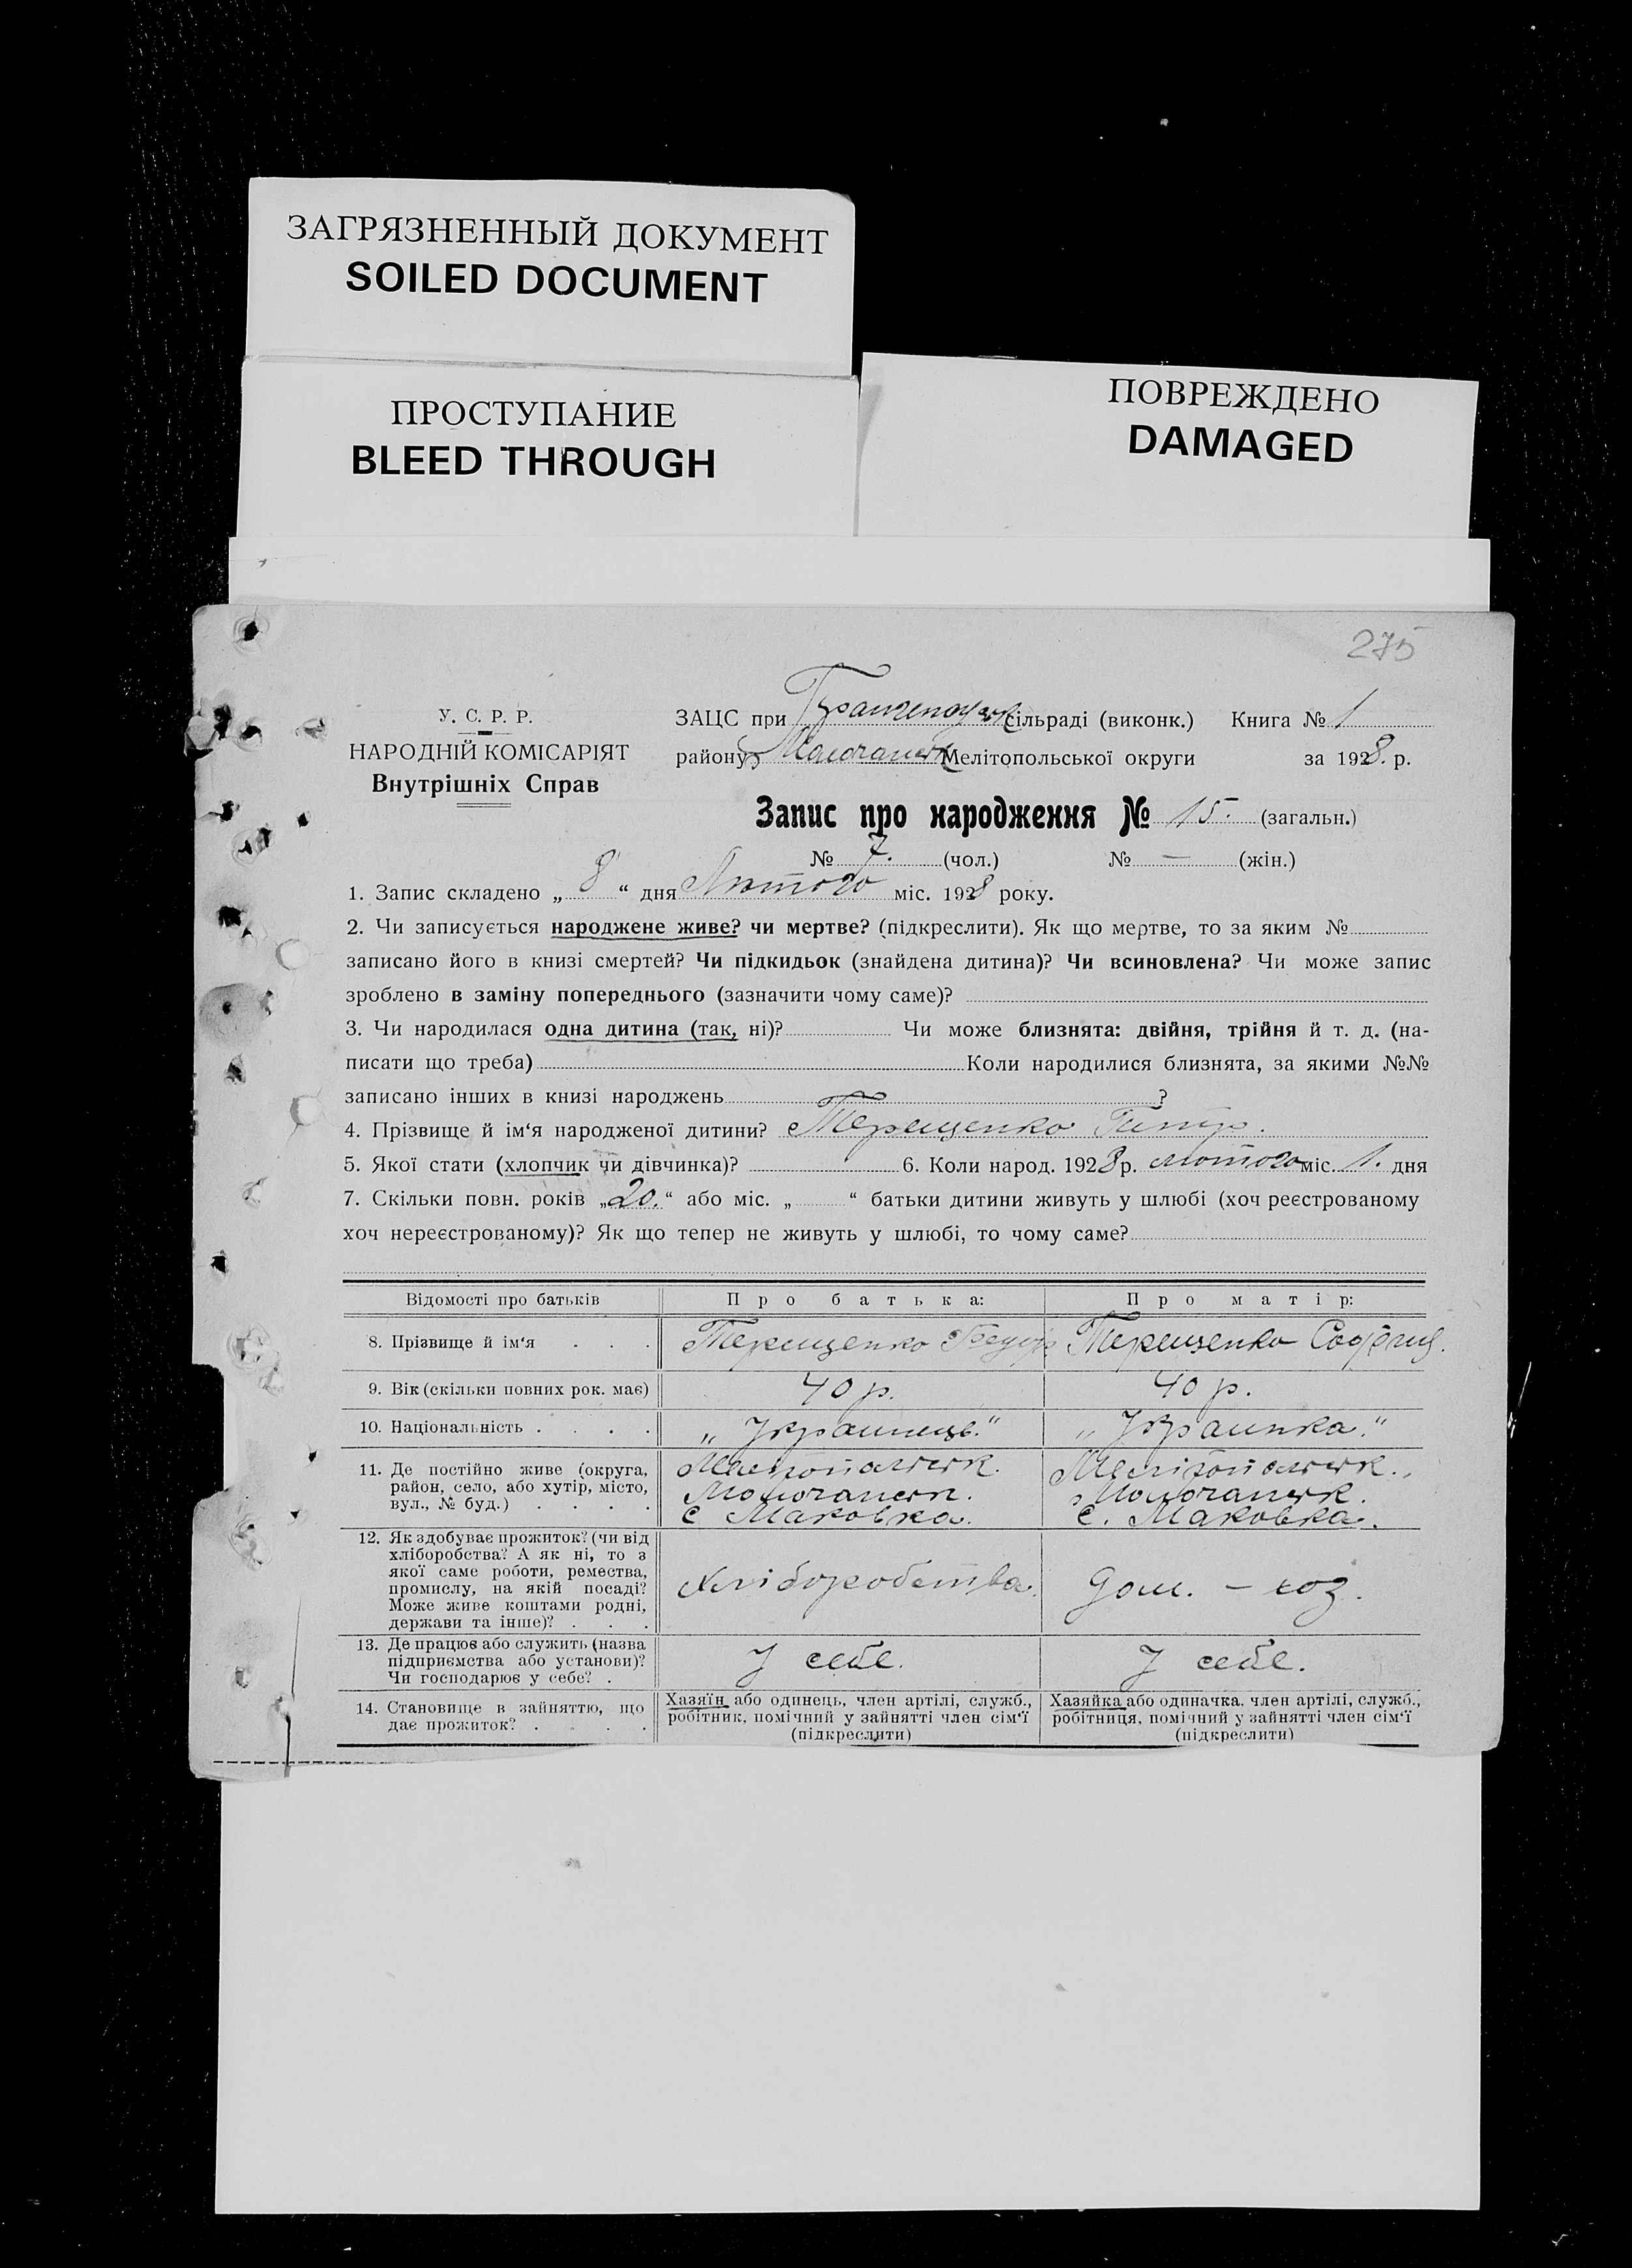 ЗАГРЯЗНЕННЫЙ ДОКУМЕНТ
SOILED DOCUMENT
ПРОСТУПАНИЕ
BLEED THROUGH
ПОВРЕЖДЕНО
DAMAGED
275
У. С. Р. Р.
НАРОДНІЙ КОМІСАРІЯТ
Внутрішніх Справ
ЗАЦС при сільраді (виконк.) Книга № 1
району Молочанськ Мелітопольської округи за 1928. р.
Запис про народження № 15. (загальн.)
№ 7. (чол.) № — (жін.)
1. Запис складено „ 8 “ дня Лютого міс. 1928 року.
2. Чи записується народжене живе? чи мертве? (підкреслити). Як що мертве, то за яким №
записано його в книзі смертей? Чи підкидьок (знайдена дитина)? Чи всиновлена? Чи може запис
зроблено в заміну попереднього (зазначити чому саме)?
3. Чи народилася одна дитина (так, ні)? Чи може близнята: двійня, трійня й т. д. (на-
писати що треба) Коли народилися близнята, за якими №№
записано інших в книзі народжень ?
4. Прізвище й ім‘я народженої дитини? Терещенко Питр.
5. Якої стати (хлопчик чи дівчинка)? 6. Коли народ. 1928 р. лютого міс. 1. дня
7. Скільки повн. років „20.“ або міс. „ “ батьки дитини живуть у шлюбі (хоч реєстрованому
хоч нереєстрованому)? Як що тепер не живуть у шлюбі, то чому саме?
Відомості про батьків Про батька: Про матір:
8. Прізвище й ім‘я . . . Терещенко Федор Терещенко Софтія.
9. Вік (скільки повних рок. має) 40 р. 40 р.
10. Національність . . . . „Украинець.“ „Украинка.“
11. Де постійно живе (округа, район, село, або хутір, місто, вул., № буд.) . . . .
Мелітопольськ. Молочанськ. с Маковка.
Мелітопольськ., Молочанськ. с. Маковка.
12. Як здобуває прожиток? (чи від хліборобства? А як ні, то з якої саме роботи, ремества, промислу, на якій посаді? Може живе коштами родні, держави та інше)? . . .
Хліборобства. Дом. — хоз.
13. Де працює або служить (назва підприємства або установи)? Чи господарює у себе? .
У себе. У себе.
14. Становище в зайняттю, що дає прожиток? . . . .
Хазяїн або одинець, член артілі, служб., робітник, помічний у зайнятті член сім‘ї (підкреслити)
Хазяйка або одиначка, член артілі, служб., робітниця, помічний у зайнятті член сім‘ї (підкреслити)